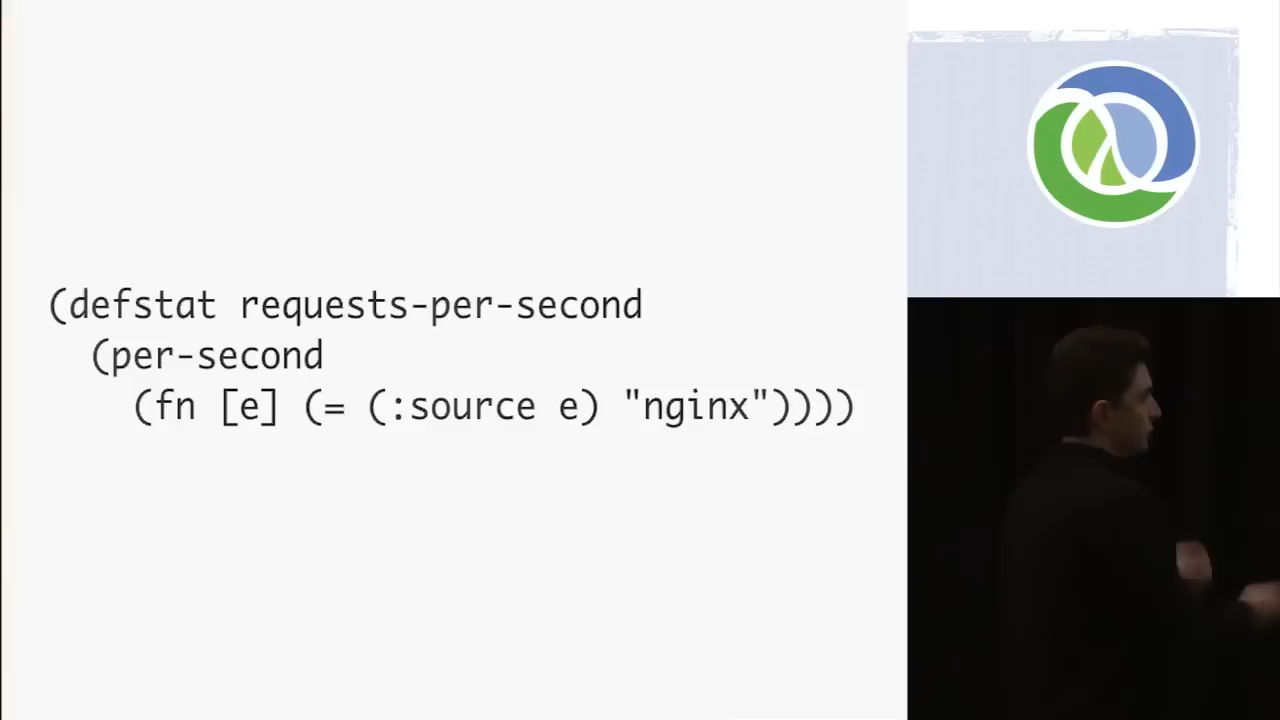 (defstat requests-per-second
(per-second
(fn [e] (= (:source e) "nginx"))))